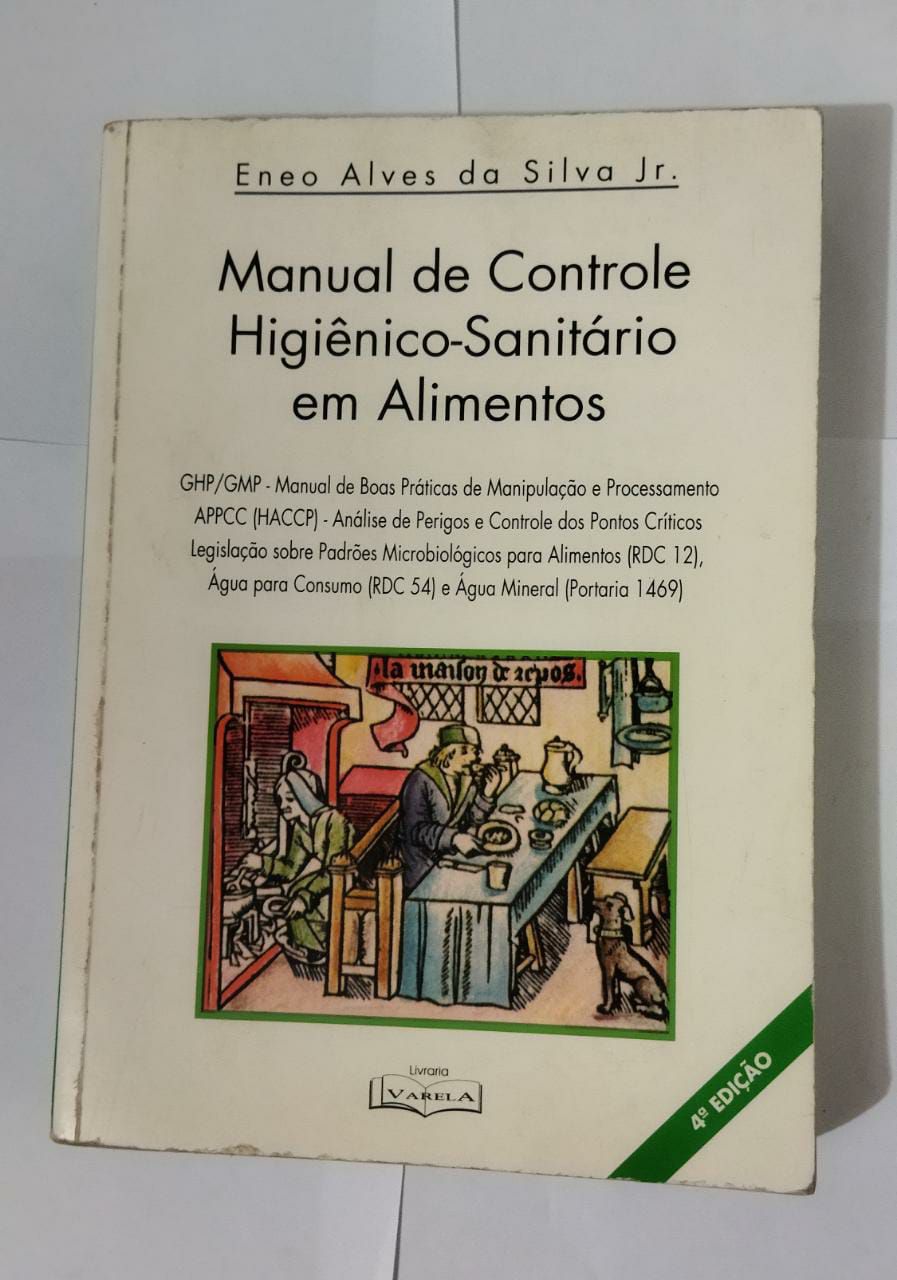 Eneo Alves da Silva Jr.
Manual de Controle
Higiênico-Sanitário
em Alimentos
GHP/GMP - Manual de Boas Práticas de Manipulação e Processamento
APPCC (HACCP) - Análise de Perigos e Controle dos Pontos Críticos
Legislação sobre Padrões Microbiológicos para Alimentos (RDC 12),
Água para Consumo (RDC 54) e Água Mineral (Portaria 1469)
la maison de repos.
Livraria
VARELA
4º EDIÇÃO